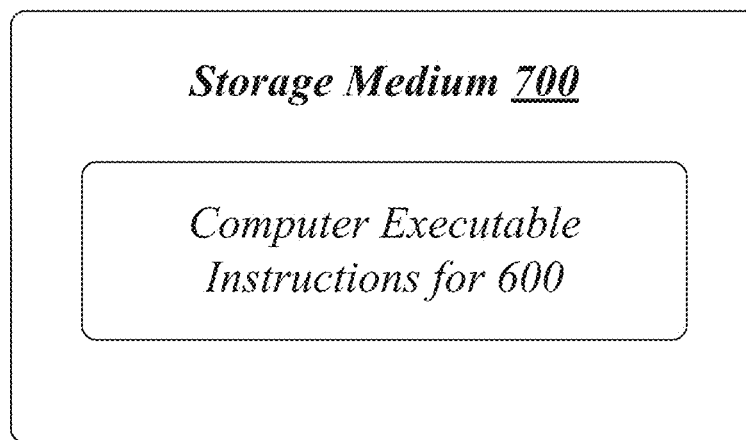 Storage Medium 700
Computer Executable
Instructions for 600